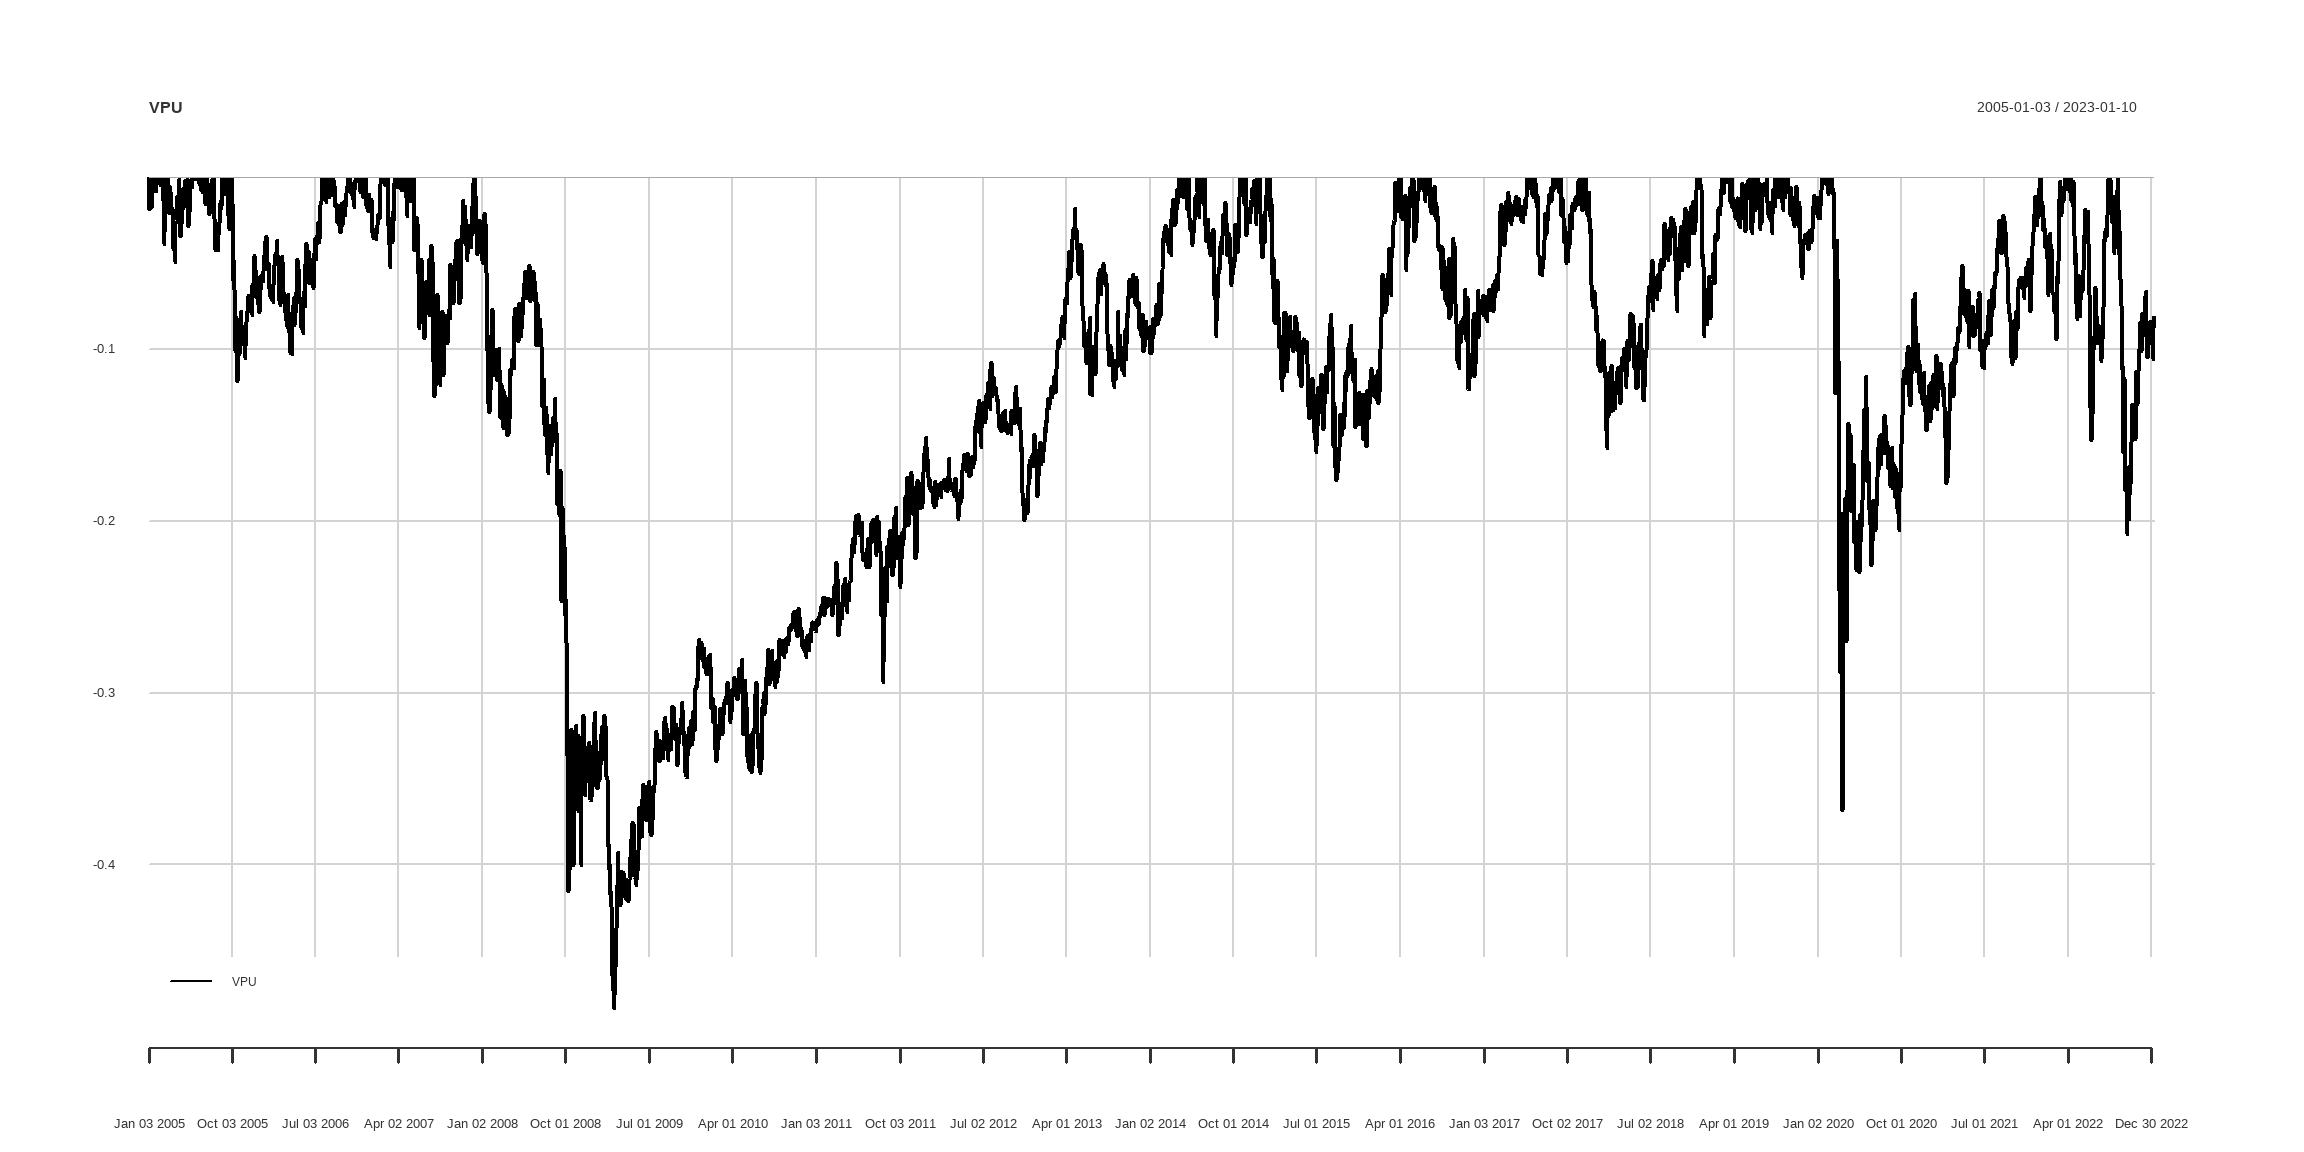 VPU
2005-01-03 / 2023-01-10
-0.1
-0.2
-0.3
-0.4
VPU
Jan 03 2005 Oct 03 2005 Jul 03 2006 Apr 02 2007 Jan 02 2008 Oct 01 2008 Jul 01 2009 Apr 01 2010 Jan 03 2011 Oct 03 2011 Jul 02 2012 Apr 01 2013 Jan 02 2014 Oct 01 2014 Jul 01 2015 Apr 01 2016 Jan 03 2017 Oct 02 2017 Jul 02 2018 Apr 01 2019 Jan 02 2020 Oct 01 2020 Jul 01 2021 Apr 01 2022 Dec 30 2022